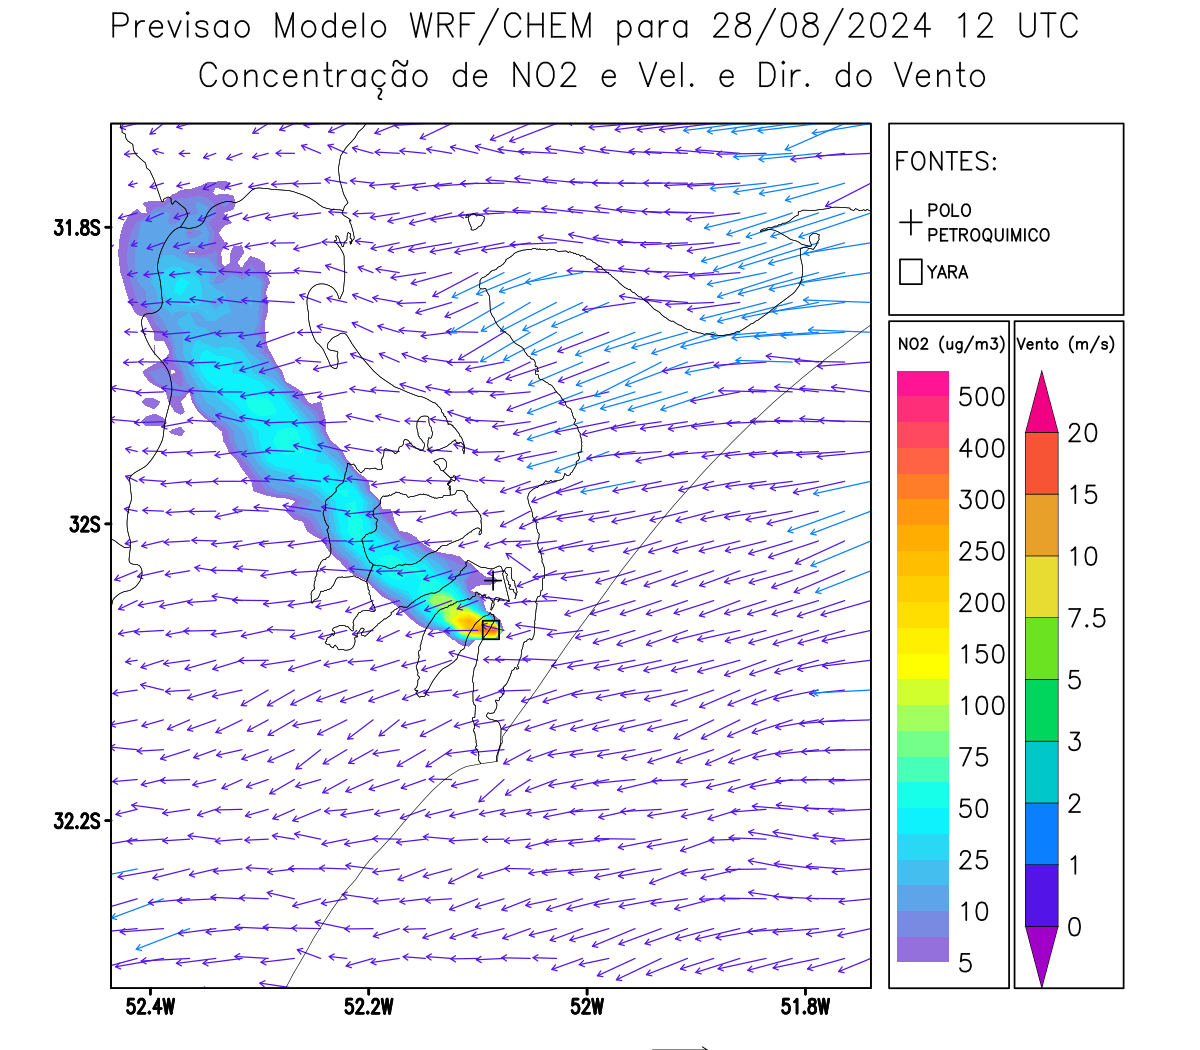 Previsao Modelo WRF/CHEM para 28/08/2024 12 UTC
Concentração de NO2 e Vel. e Dir. do Vento
FONTES:
POLO
PETROQUIMICO
YARA
31.8S
32S
32.2S
52.4W
52.2W
52W
51.8W
NO2 (ug/m3)
500
400
300
250
200
150
100
75
50
25
10
5
Vento (m/s)
20
15
10
7.5
5
3
2
1
0